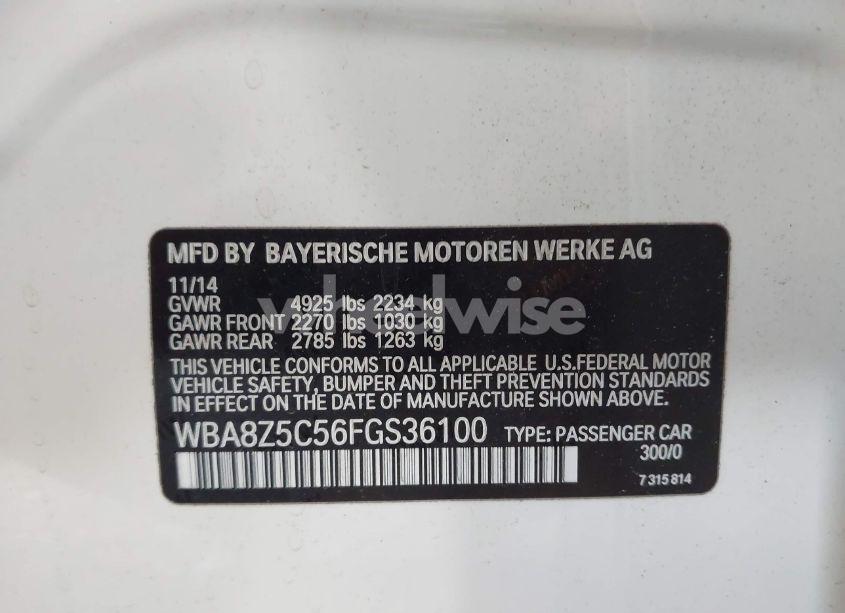 MFD BY BAYERISCHE MOTOREN WERKE AG
11/14
GVWR 4925 lbs 2234 kg
GAWR FRONT 2270 lbs 1030 kg
GAWR REAR 2785 lbs 1263 kg
wheelwise
THIS VEHICLE CONFORMS TO ALL APPLICABLE U.S.FEDERAL MOTOR
VEHICLE SAFETY, BUMPER AND THEFT PREVENTION STANDARDS
IN EFFECT ON THE DATE OF MANUFACTURE SHOWN ABOVE.
WBA8Z5C56FGS36100 TYPE: PASSENGER CAR
300/0
7 315 814